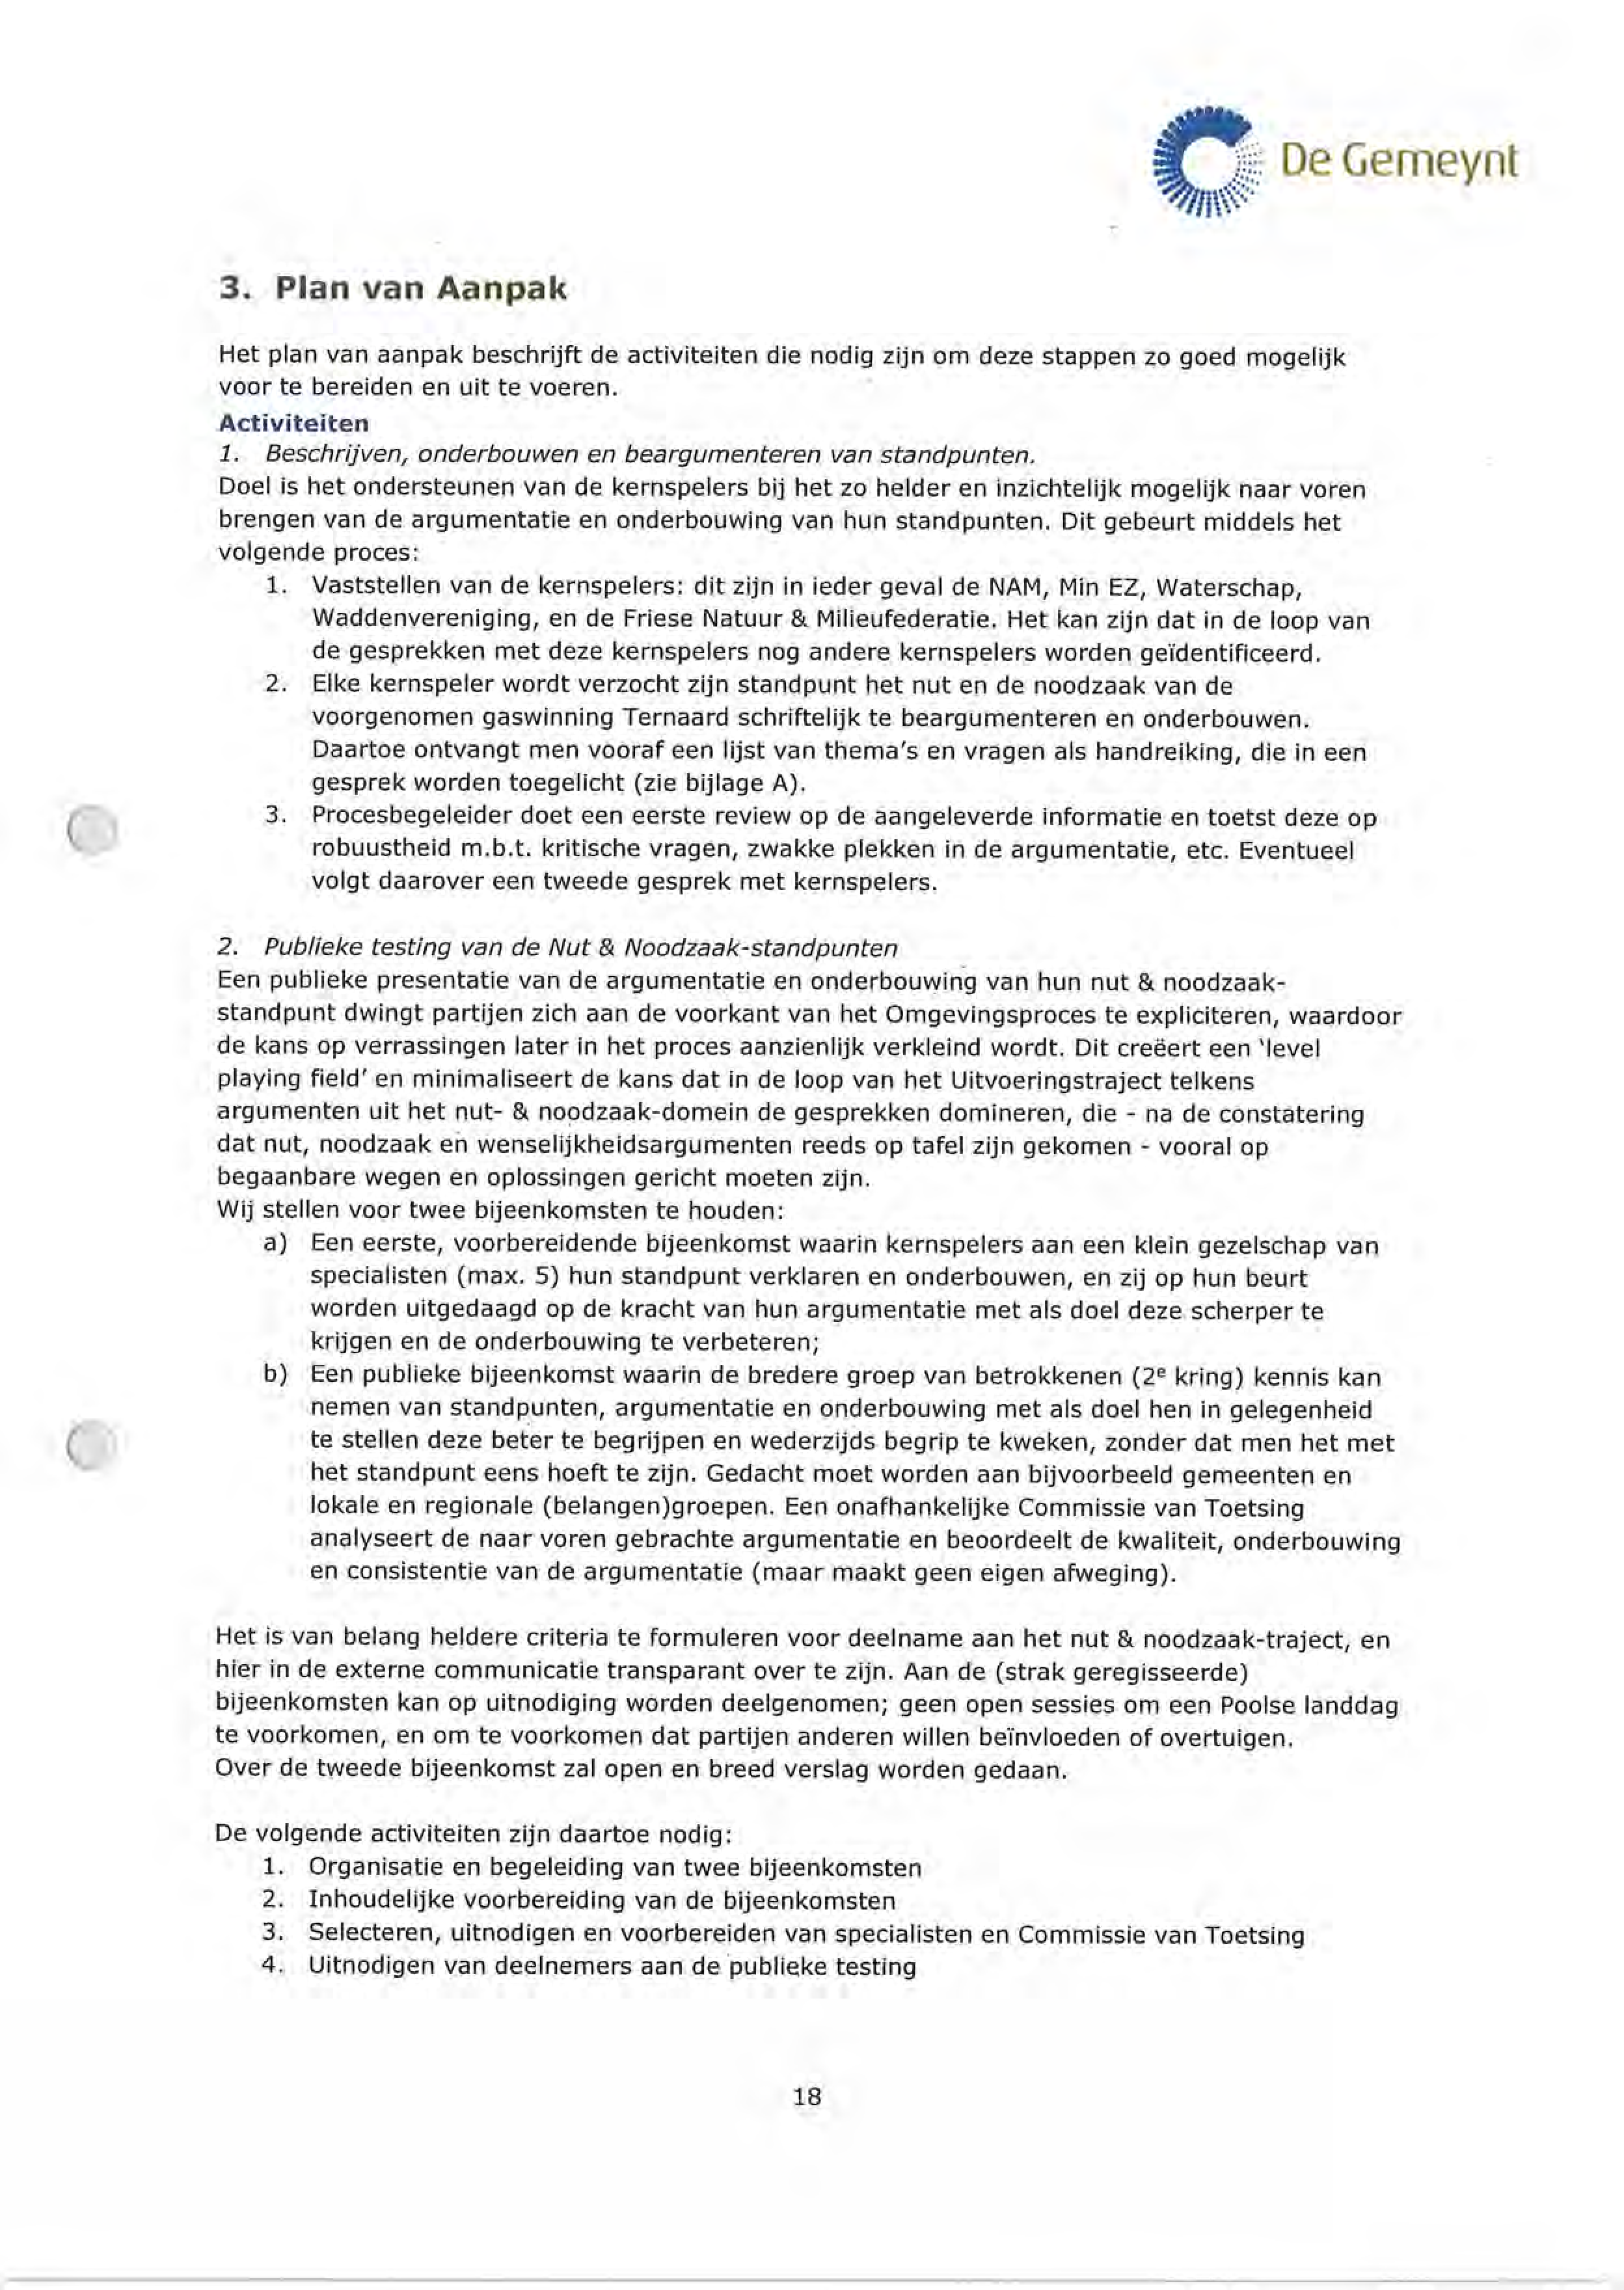 De Gemeynt
3. Plan van Aanpak
Het plan van aanpak beschrijft de activiteiten die nodig zijn om deze stappen zo goed mogelijk
voor te bereiden en uit te voeren.
Activiteiten
1. Beschrijven, onderbouwen en beargumenteren van standpunten.
Doel is het ondersteunen van de kernspelers bij het zo helder en inzichtelijk mogelijk naar voren
brengen van de argumentatie en onderbouwing van hun standpunten. Dit gebeurt middels het
volgende proces:
1. Vaststellen van de kernspelers: dit zijn in ieder geval de NAM, Min EZ, Waterschap,
Waddenvereniging, en de Friese Natuur & Milieufederatie. Het kan zijn dat in de loop van
de gesprekken met deze kernspelers nog andere kernspelers worden geïdentificeerd.
2. Elke kernspeler wordt verzocht zijn standpunt het nut en de noodzaak van de
voorgenomen gaswinning Ternaard schriftelijk te beargumenteren en onderbouwen.
Daartoe ontvangt men vooraf een lijst van thema's en vragen als handreiking, die in een
gesprek worden toegelicht (zie bijlage A).
3. Procesbegeleider doet een eerste review op de aangeleverde informatie en toetst deze op
robuustheid m.b.t. kritische vragen, zwakke plekken in de argumentatie, etc. Eventueel
volgt daarover een tweede gesprek met kernspelers.
2. Publieke testing van de Nut & Noodzaak-standpunten
Een publieke presentatie van de argumentatie en onderbouwing van hun nut & noodzaak-
standpunt dwingt partijen zich aan de voorkant van het Omgevingsproces te expliciteren, waardoor
de kans op verrassingen later in het proces aanzienlijk verkleind wordt. Dit creëert een 'level
playing field' en minimaliseert de kans dat in de loop van het Uitvoeringstraject telkens
argumenten uit het nut- & noodzaak-domein de gesprekken domineren, die - na de constatering
dat nut, noodzaak en wenselijkheidsargumenten reeds op tafel zijn gekomen - vooral op
begaanbare wegen en oplossingen gericht moeten zijn.
Wij stellen voor twee bijeenkomsten te houden:
a) Een eerste, voorbereidende bijeenkomst waarin kernspelers aan een klein gezelschap van
specialisten (max. 5) hun standpunt verklaren en onderbouwen, en zij op hun beurt
worden uitgedaagd op de kracht van hun argumentatie met als doel deze scherper te
krijgen en de onderbouwing te verbeteren;
b) Een publieke bijeenkomst waarin de bredere groep van betrokkenen (2e kring) kennis kan
nemen van standpunten, argumentatie en onderbouwing met als doel hen in gelegenheid
te stellen deze beter te begrijpen en wederzijds begrip te kweken, zonder dat men het met
het standpunt eens hoeft te zijn. Gedacht moet worden aan bijvoorbeeld gemeenten en
lokale en regionale (belangen)groepen. Een onafhankelijke Commissie van Toetsing
analyseert de naar voren gebrachte argumentatie en beoordeelt de kwaliteit, onderbouwing
en consistentie van de argumentatie (maar maakt geen eigen afweging).
Het is van belang heldere criteria te formuleren voor deelname aan het nut & noodzaak-traject, en
hier in de externe communicatie transparant over te zijn. Aan de (strak geregisseerde)
bijeenkomsten kan op uitnodiging worden deelgenomen; geen open sessies om een Poolse landdag
te voorkomen, en om te voorkomen dat partijen anderen willen beïnvloeden of overtuigen.
Over de tweede bijeenkomst zal open en breed verslag worden gedaan.
De volgende activiteiten zijn daartoe nodig:
1. Organisatie en begeleiding van twee bijeenkomsten
2. Inhoudelijke voorbereiding van de bijeenkomsten
3. Selecteren, uitnodigen en voorbereiden van specialisten en Commissie van Toetsing
4. Uitnodigen van deelnemers aan de publieke testing
18